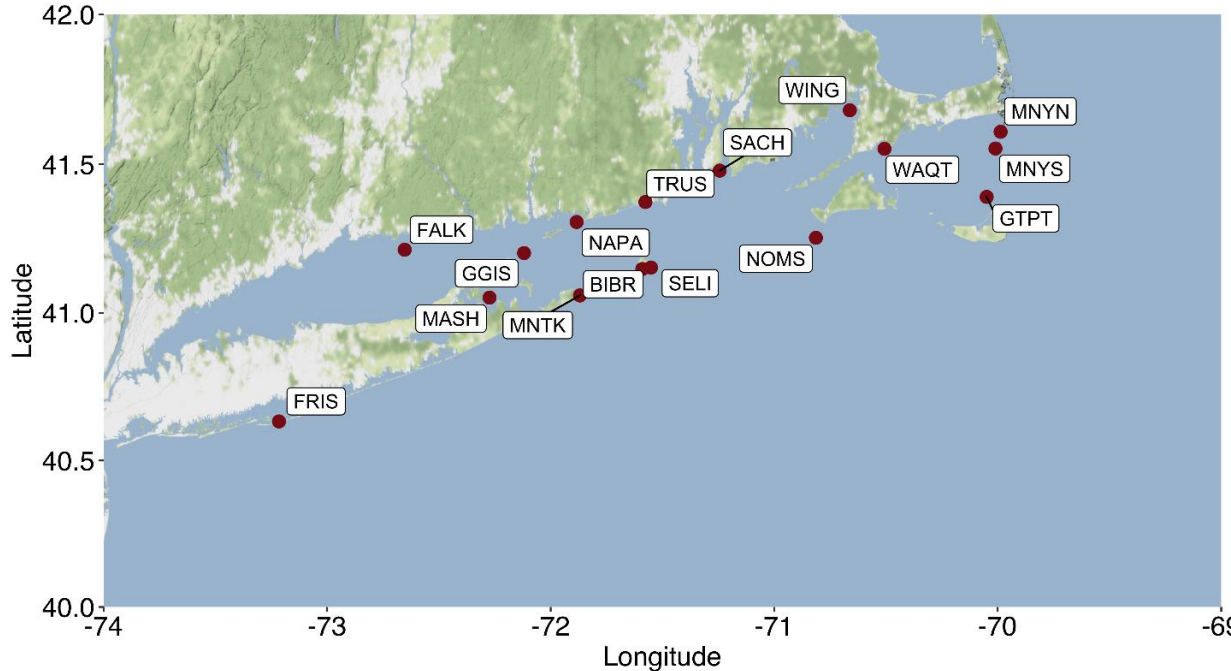 42.0
WING
MNYN
SACH
41.5
WAQT
MNYS
TRUS
GTPT
FALK
NAPA
NOMS
GGIS
BIBR
SELI
41.0
MASH
MNTK
Latitude
FRIS
40.5
40.0
-74
-73
-72
-71
-70
-69
Longitude